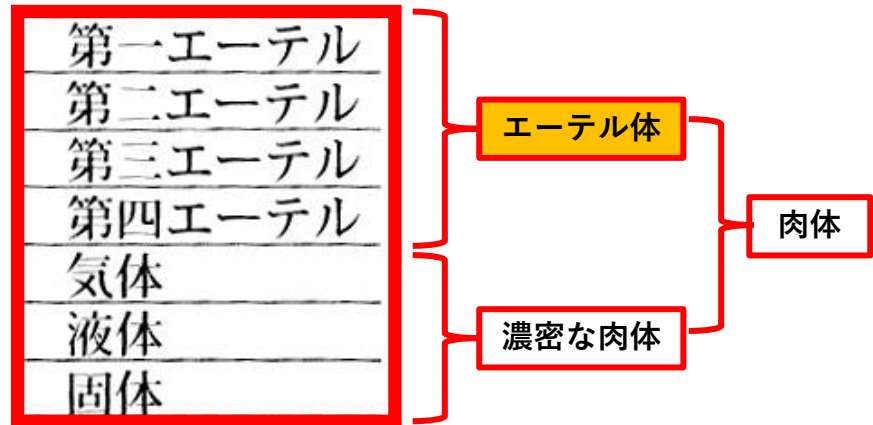 第一エーテル
第二エーテル
第三エーテル
第四エーテル
気体
液体
固体
エーテル体
濃密な肉体
肉体